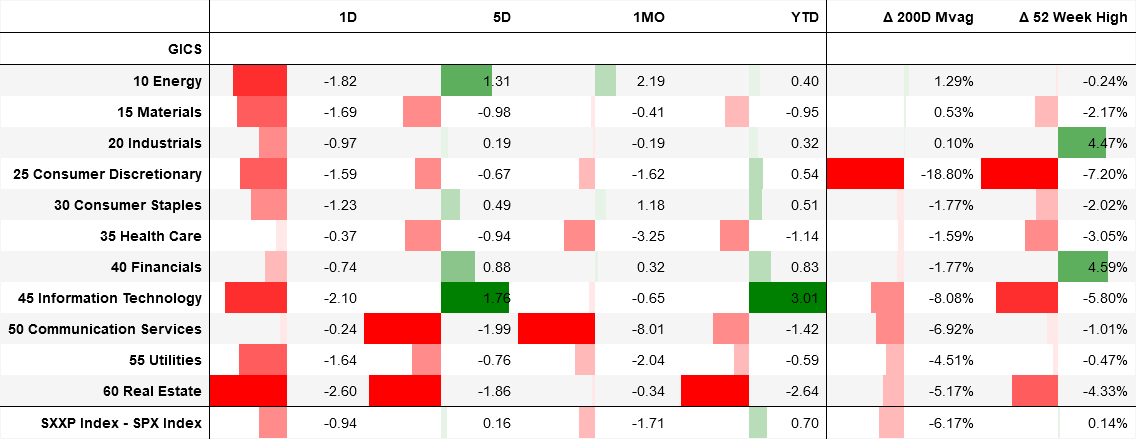 1D 5D 1MO YTD Δ 200D Mvag Δ 52 Week High
GICS
10 Energy -1.82 1.31 2.19 0.40 1.29% -0.24%
15 Materials -1.69 -0.98 -0.41 -0.95 0.53% -2.17%
20 Industrials -0.97 0.19 -0.19 0.32 0.10% 4.47%
25 Consumer Discretionary -1.59 -0.67 -1.62 0.54 -18.80% -7.20%
30 Consumer Staples -1.23 0.49 1.18 0.51 -1.77% -2.02%
35 Health Care -0.37 -0.94 -3.25 -1.14 -1.59% -3.05%
40 Financials -0.74 0.88 0.32 0.83 -1.77% 4.59%
45 Information Technology -2.10 1.76 -0.65 3.01 -8.08% -5.80%
50 Communication Services -0.24 -1.99 -8.01 -1.42 -6.92% -1.01%
55 Utilities -1.64 -0.76 -2.04 -0.59 -4.51% -0.47%
60 Real Estate -2.60 -1.86 -0.34 -2.64 -5.17% -4.33%
SXXP Index - SPX Index -0.94 0.16 -1.71 0.70 -6.17% 0.14%